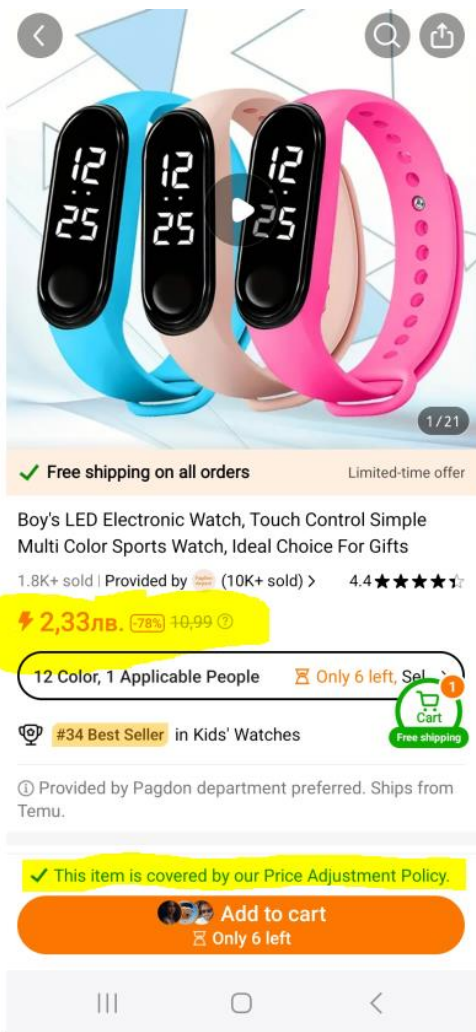 12
25
12
25
12
25
1/21
Free shipping on all orders
Limited-time offer
Boy's LED Electronic Watch, Touch Control Simple
Multi Color Sports Watch, Ideal Choice For Gifts
1.8K+ sold | Provided by (10K+ sold) >
4.4
2,33лв. -78% 10,99
12 Color, 1 Applicable People
Only 6 left, Sel
1
Cart
Free shipping
#34 Best Seller in Kids' Watches
Provided by Pagdon department preferred. Ships from
Temu.
This item is covered by our Price Adjustment Policy.
Add to cart
Only 6 left